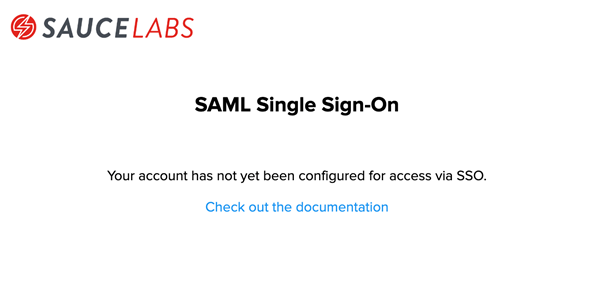 SAUCELABS
SAML Single Sign-On
Your account has not yet been configured for access via SSO.
Check out the documentation